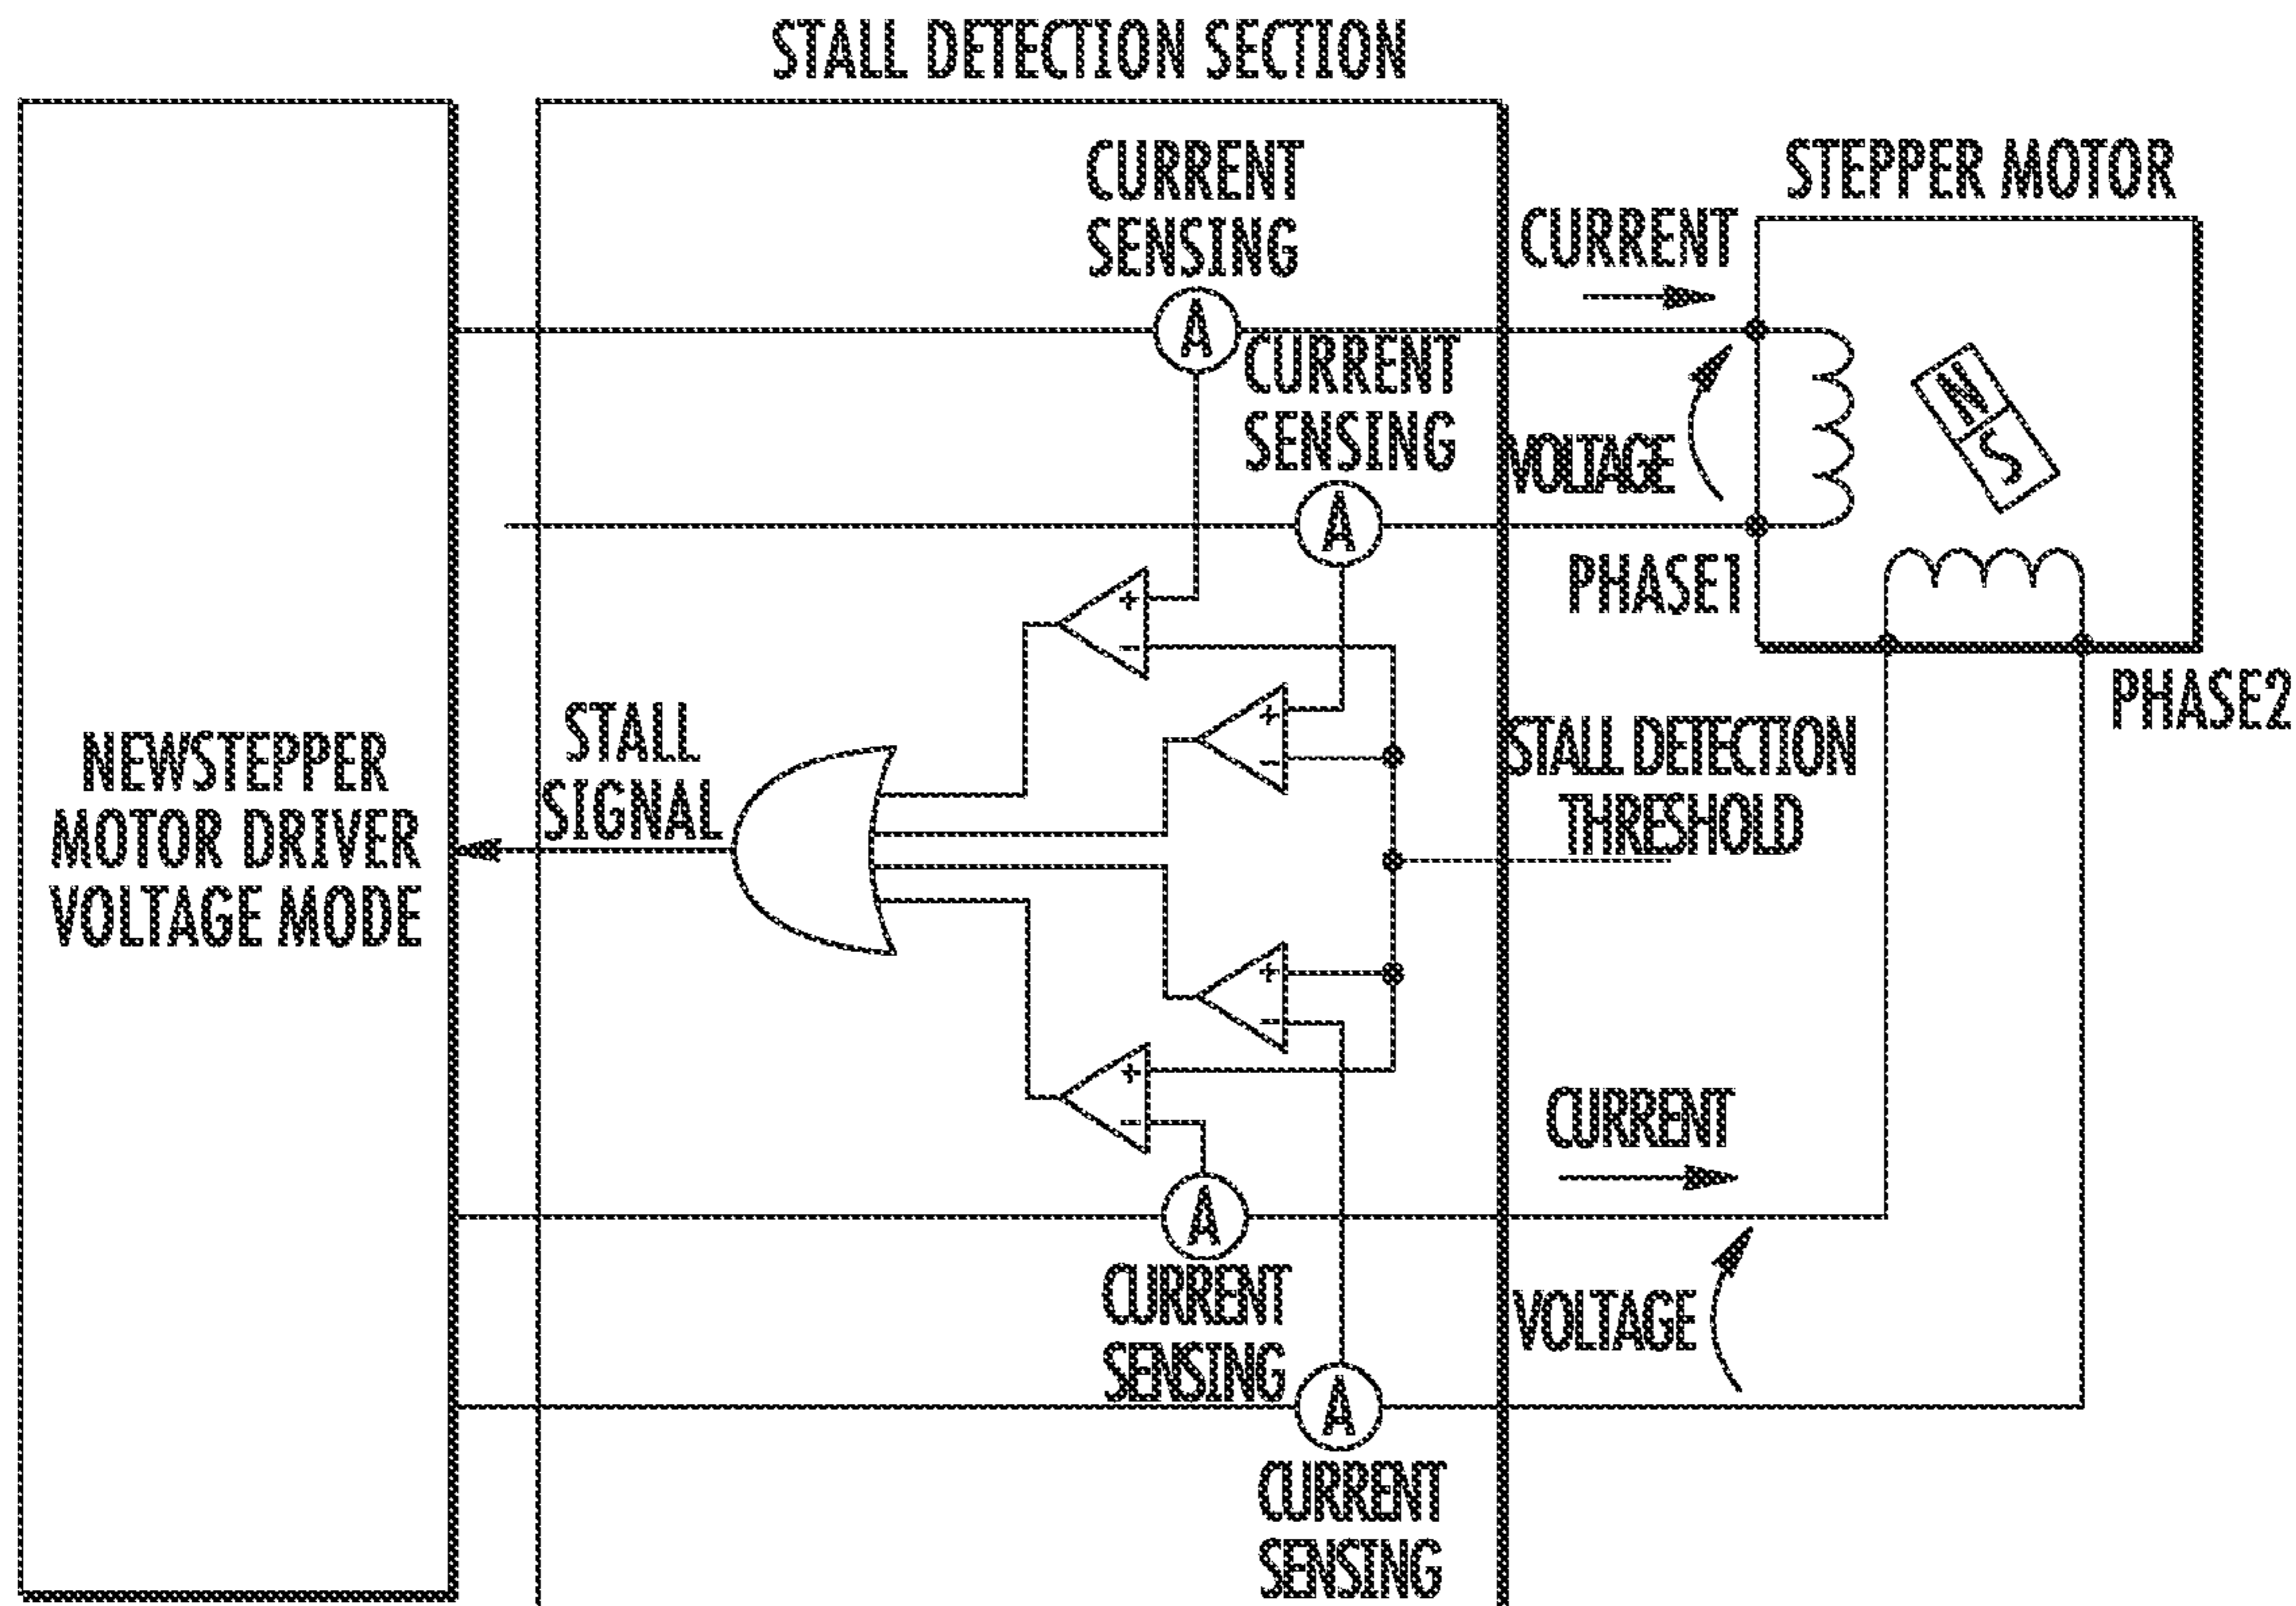 STALL DETECTION SECTION
CURRENT
SENSING
STEPPER MOTOR
CURRENT
A
CURRENT
SENSING
N
S
VOLTAGE
A
PHASE1
+
-
PHASE2
STALL
SIGNAL
+
-
STALL DETECTION
THRESHOLD
NEWSTEPPER
MOTOR DRIVER
VOLTAGE MODE
+
-
+
-
CURRENT
A
CURRENT
SENSING
VOLTAGE
A
CURRENT
SENSING